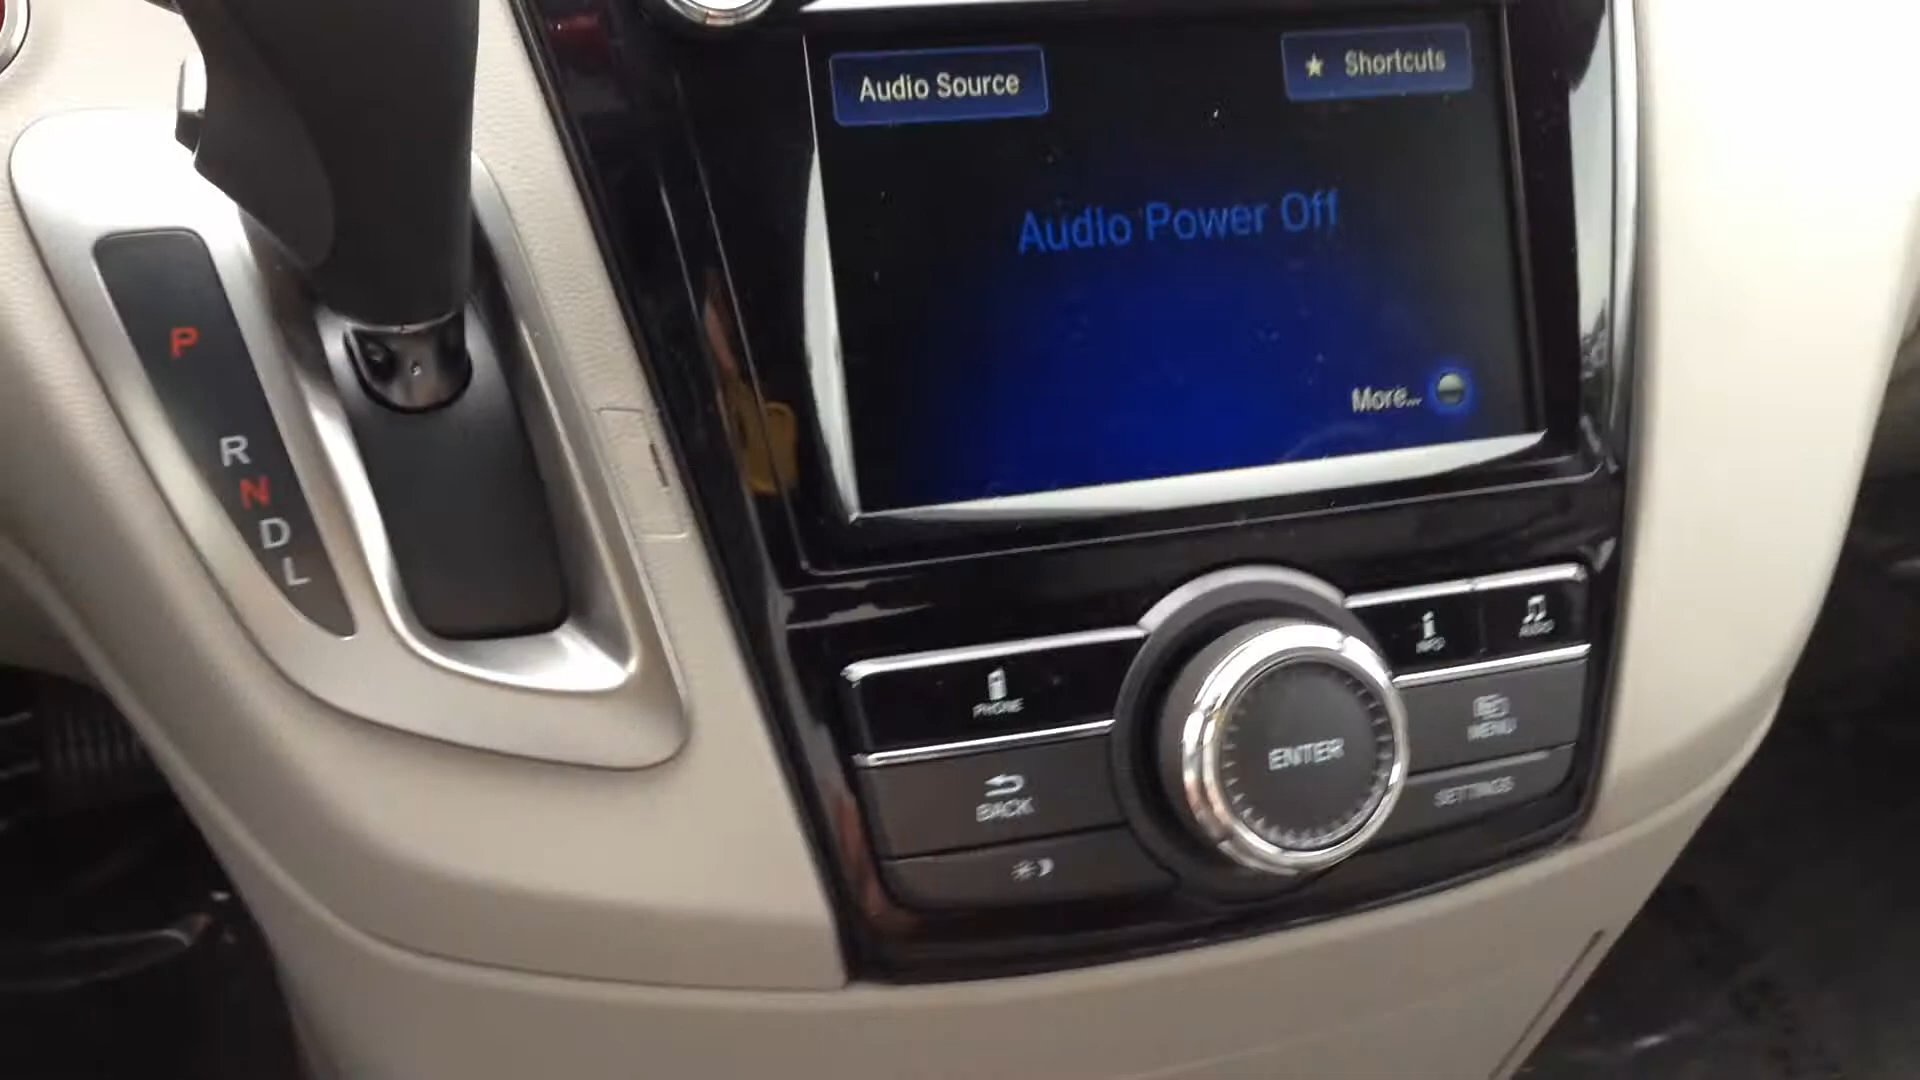 Audio Source
★ Shortcuts
Audio Power Off
More...
P
R
N
D
L
PHONE
INFO
AUDIO
BACK
ENTER
MENU
SETTINGS